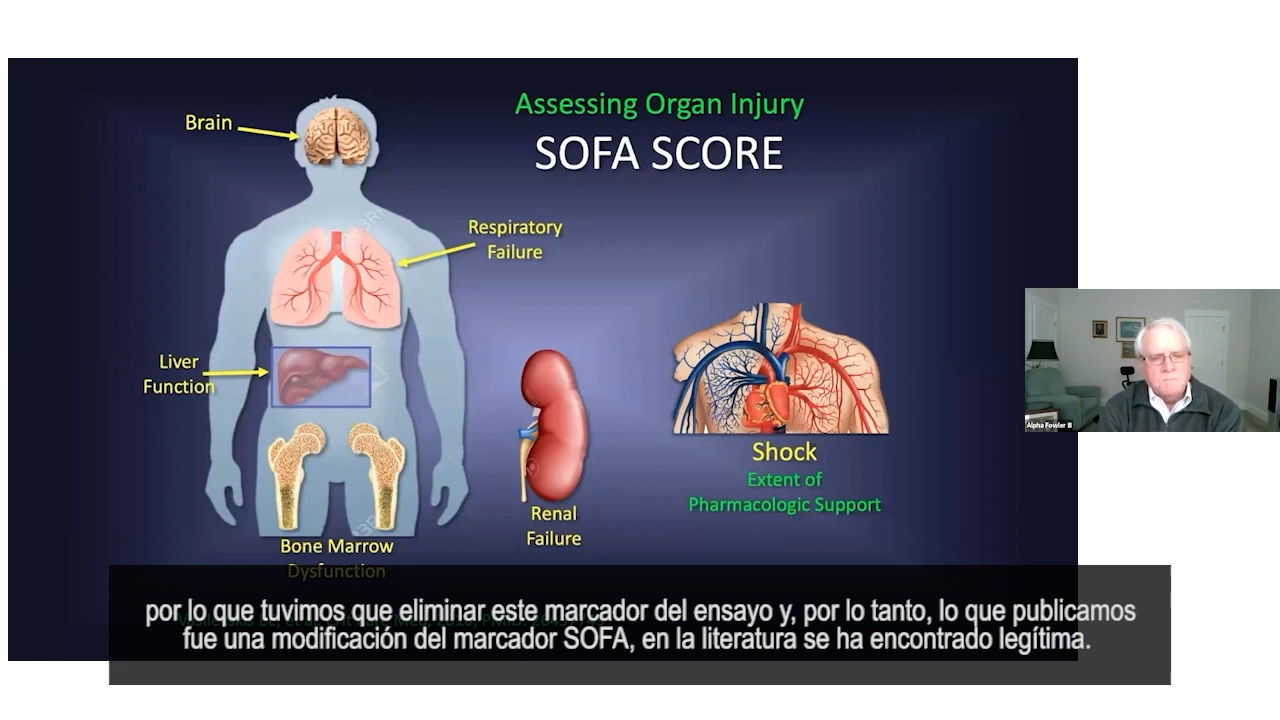 Assessing Organ Injury
SOFA SCORE
Brain
Respiratory
Failure
Liver
Function
Shock
Extent of
Pharmacologic Support
Renal
Failure
Bone Marrow
Dysfunction
Alpha Fowler III
por lo que tuvimos que eliminar este marcador del ensayo y, por lo tanto, lo que publicamos
fue una modificación del marcador SOFA, en la literatura se ha encontrado legítima.